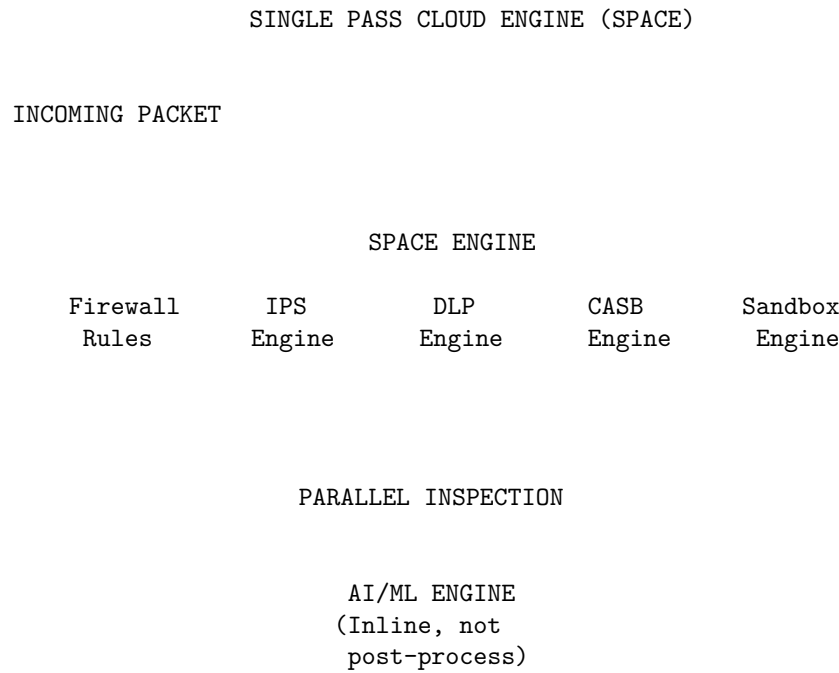 SINGLE PASS CLOUD ENGINE (SPACE)
INCOMING PACKET
SPACE ENGINE
Firewall IPS DLP CASB Sandbox
Rules Engine Engine Engine Engine
PARALLEL INSPECTION
AI/ML ENGINE
(Inline, not
post-process)